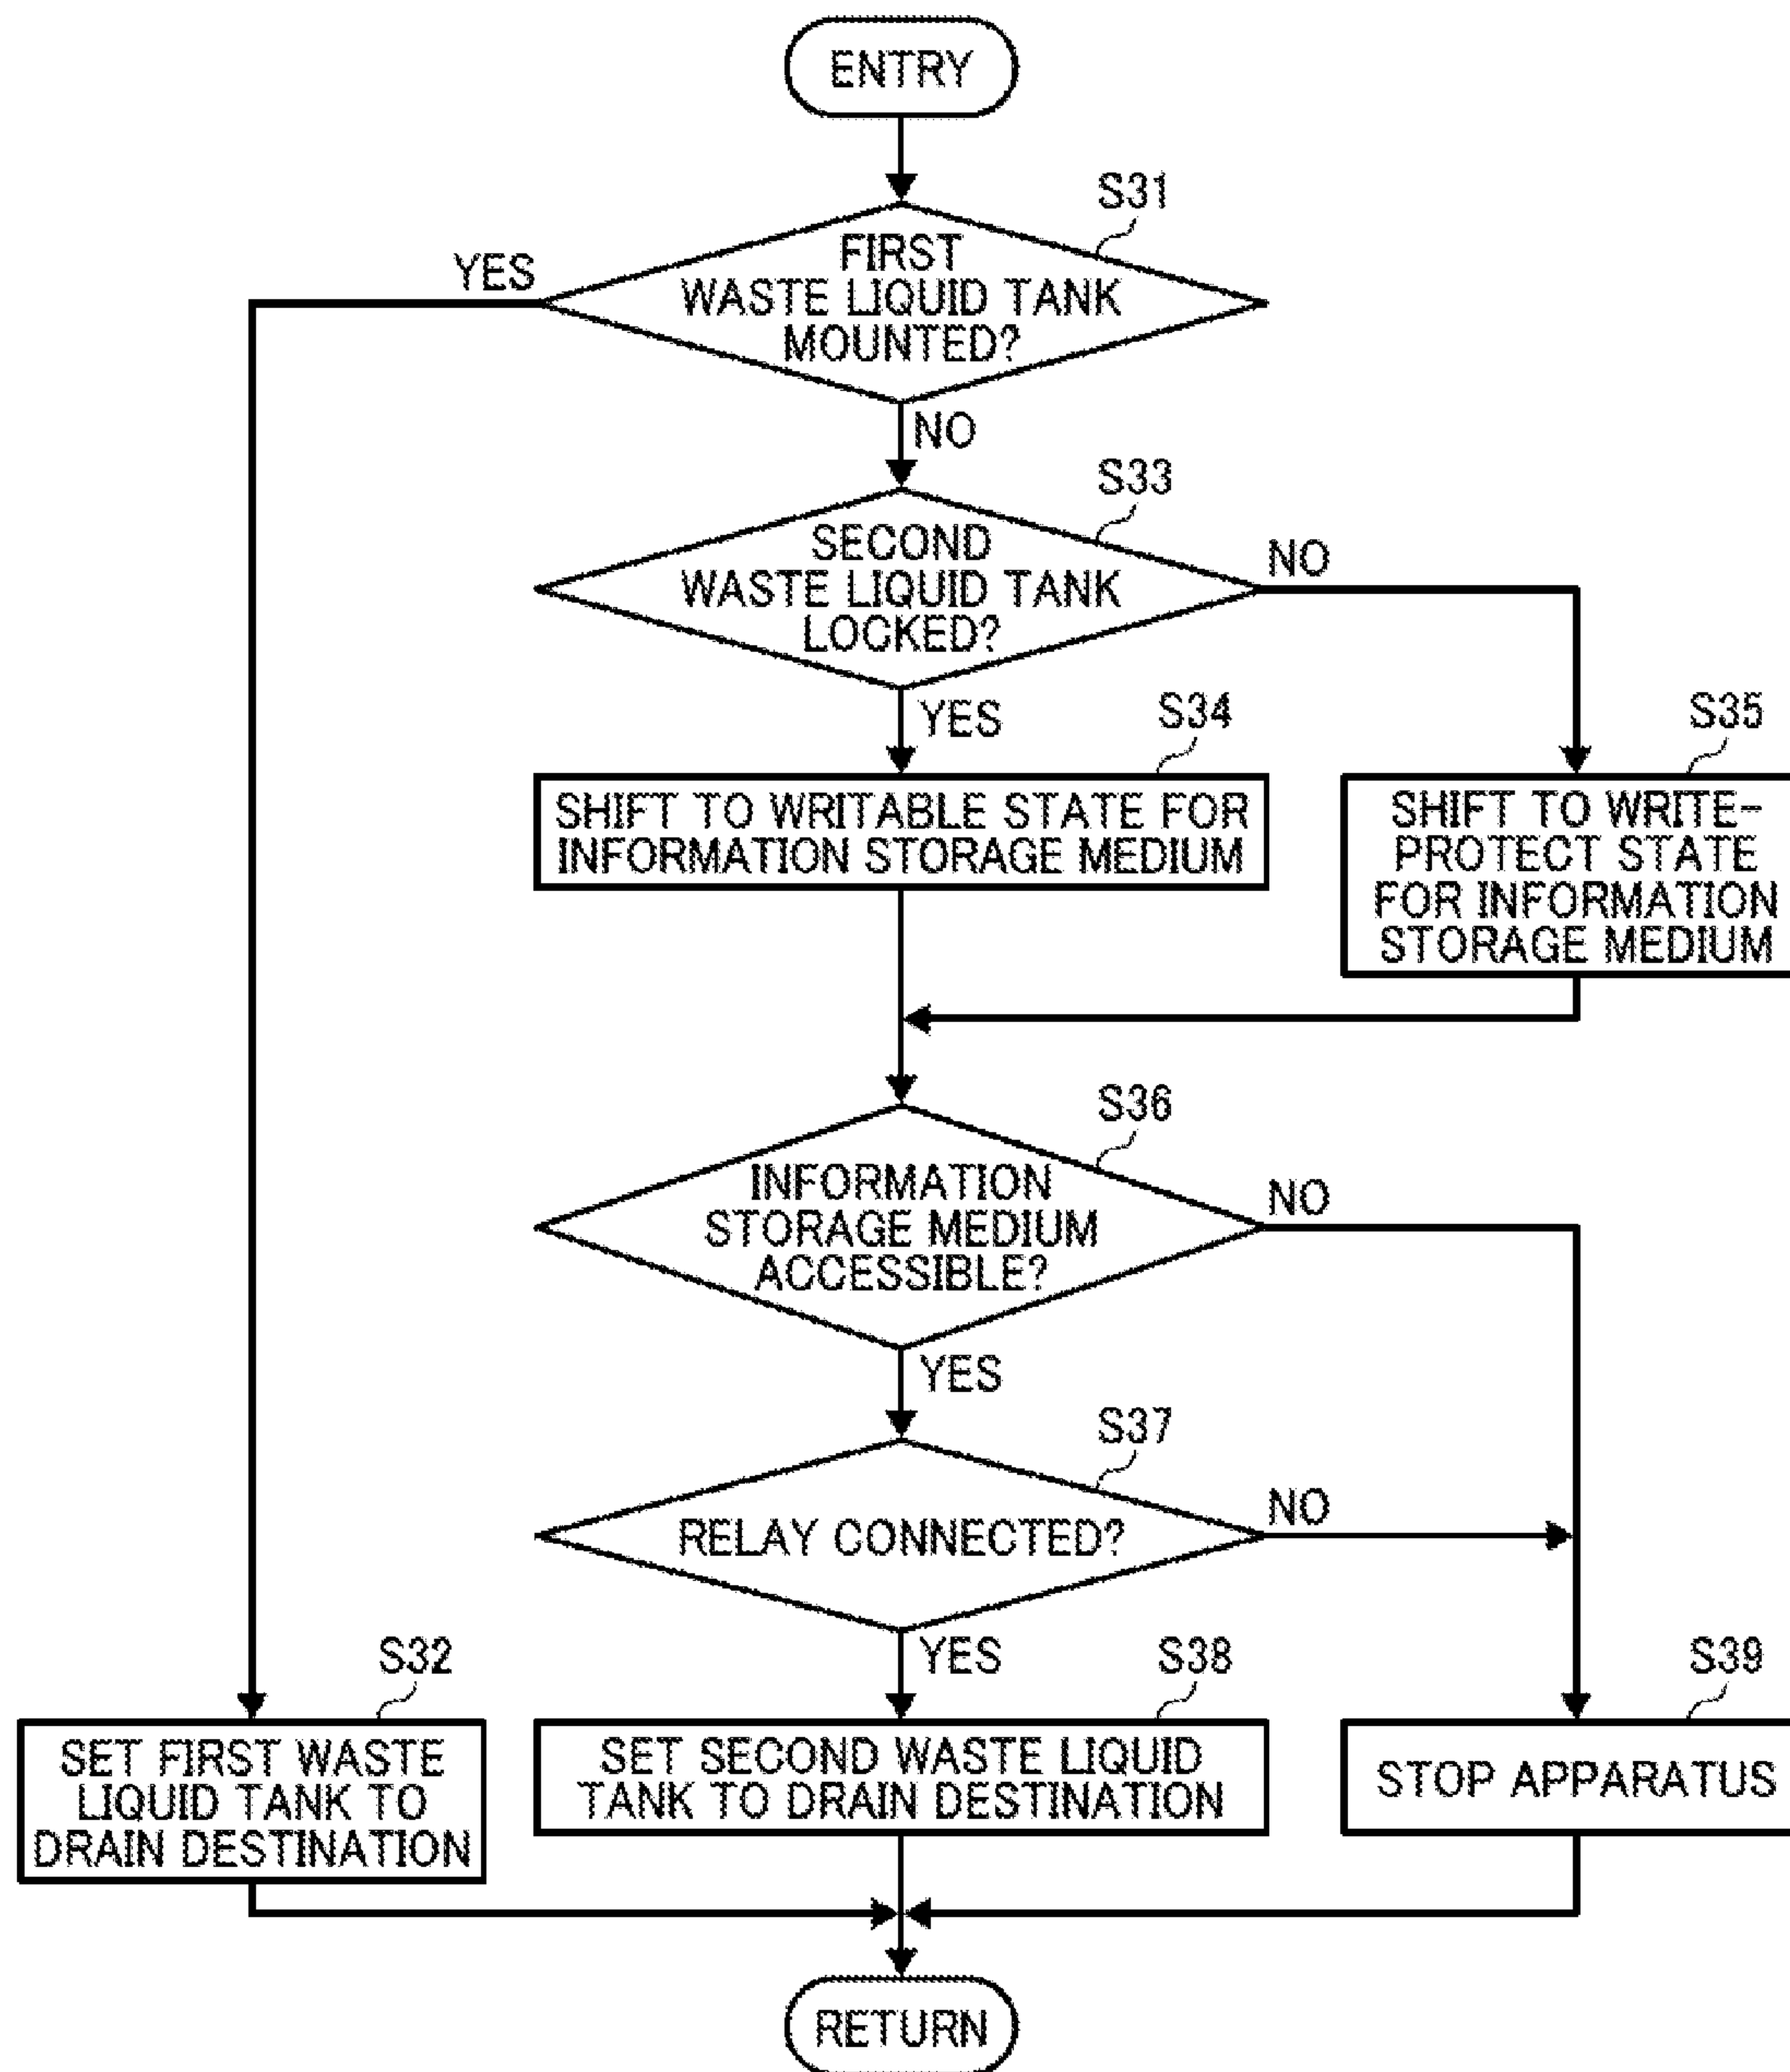 ENTRY
S31
FIRST
WASTE LIQUID TANK
MOUNTED?
YES
NO
S33
SECOND
WASTE LIQUID TANK
LOCKED?
NO
YES
S34
SHIFT TO WRITABLE STATE FOR
INFORMATION STORAGE MEDIUM
S35
SHIFT TO WRITE-
PROTECT STATE
FOR INFORMATION
STORAGE MEDIUM
S36
INFORMATION
STORAGE MEDIUM
ACCESSIBLE?
NO
YES
S37
RELAY CONNECTED?
NO
YES
S32
SET FIRST WASTE
LIQUID TANK TO
DRAIN DESTINATION
S38
SET SECOND WASTE LIQUID
TANK TO DRAIN DESTINATION
S39
STOP APPARATUS
RETURN